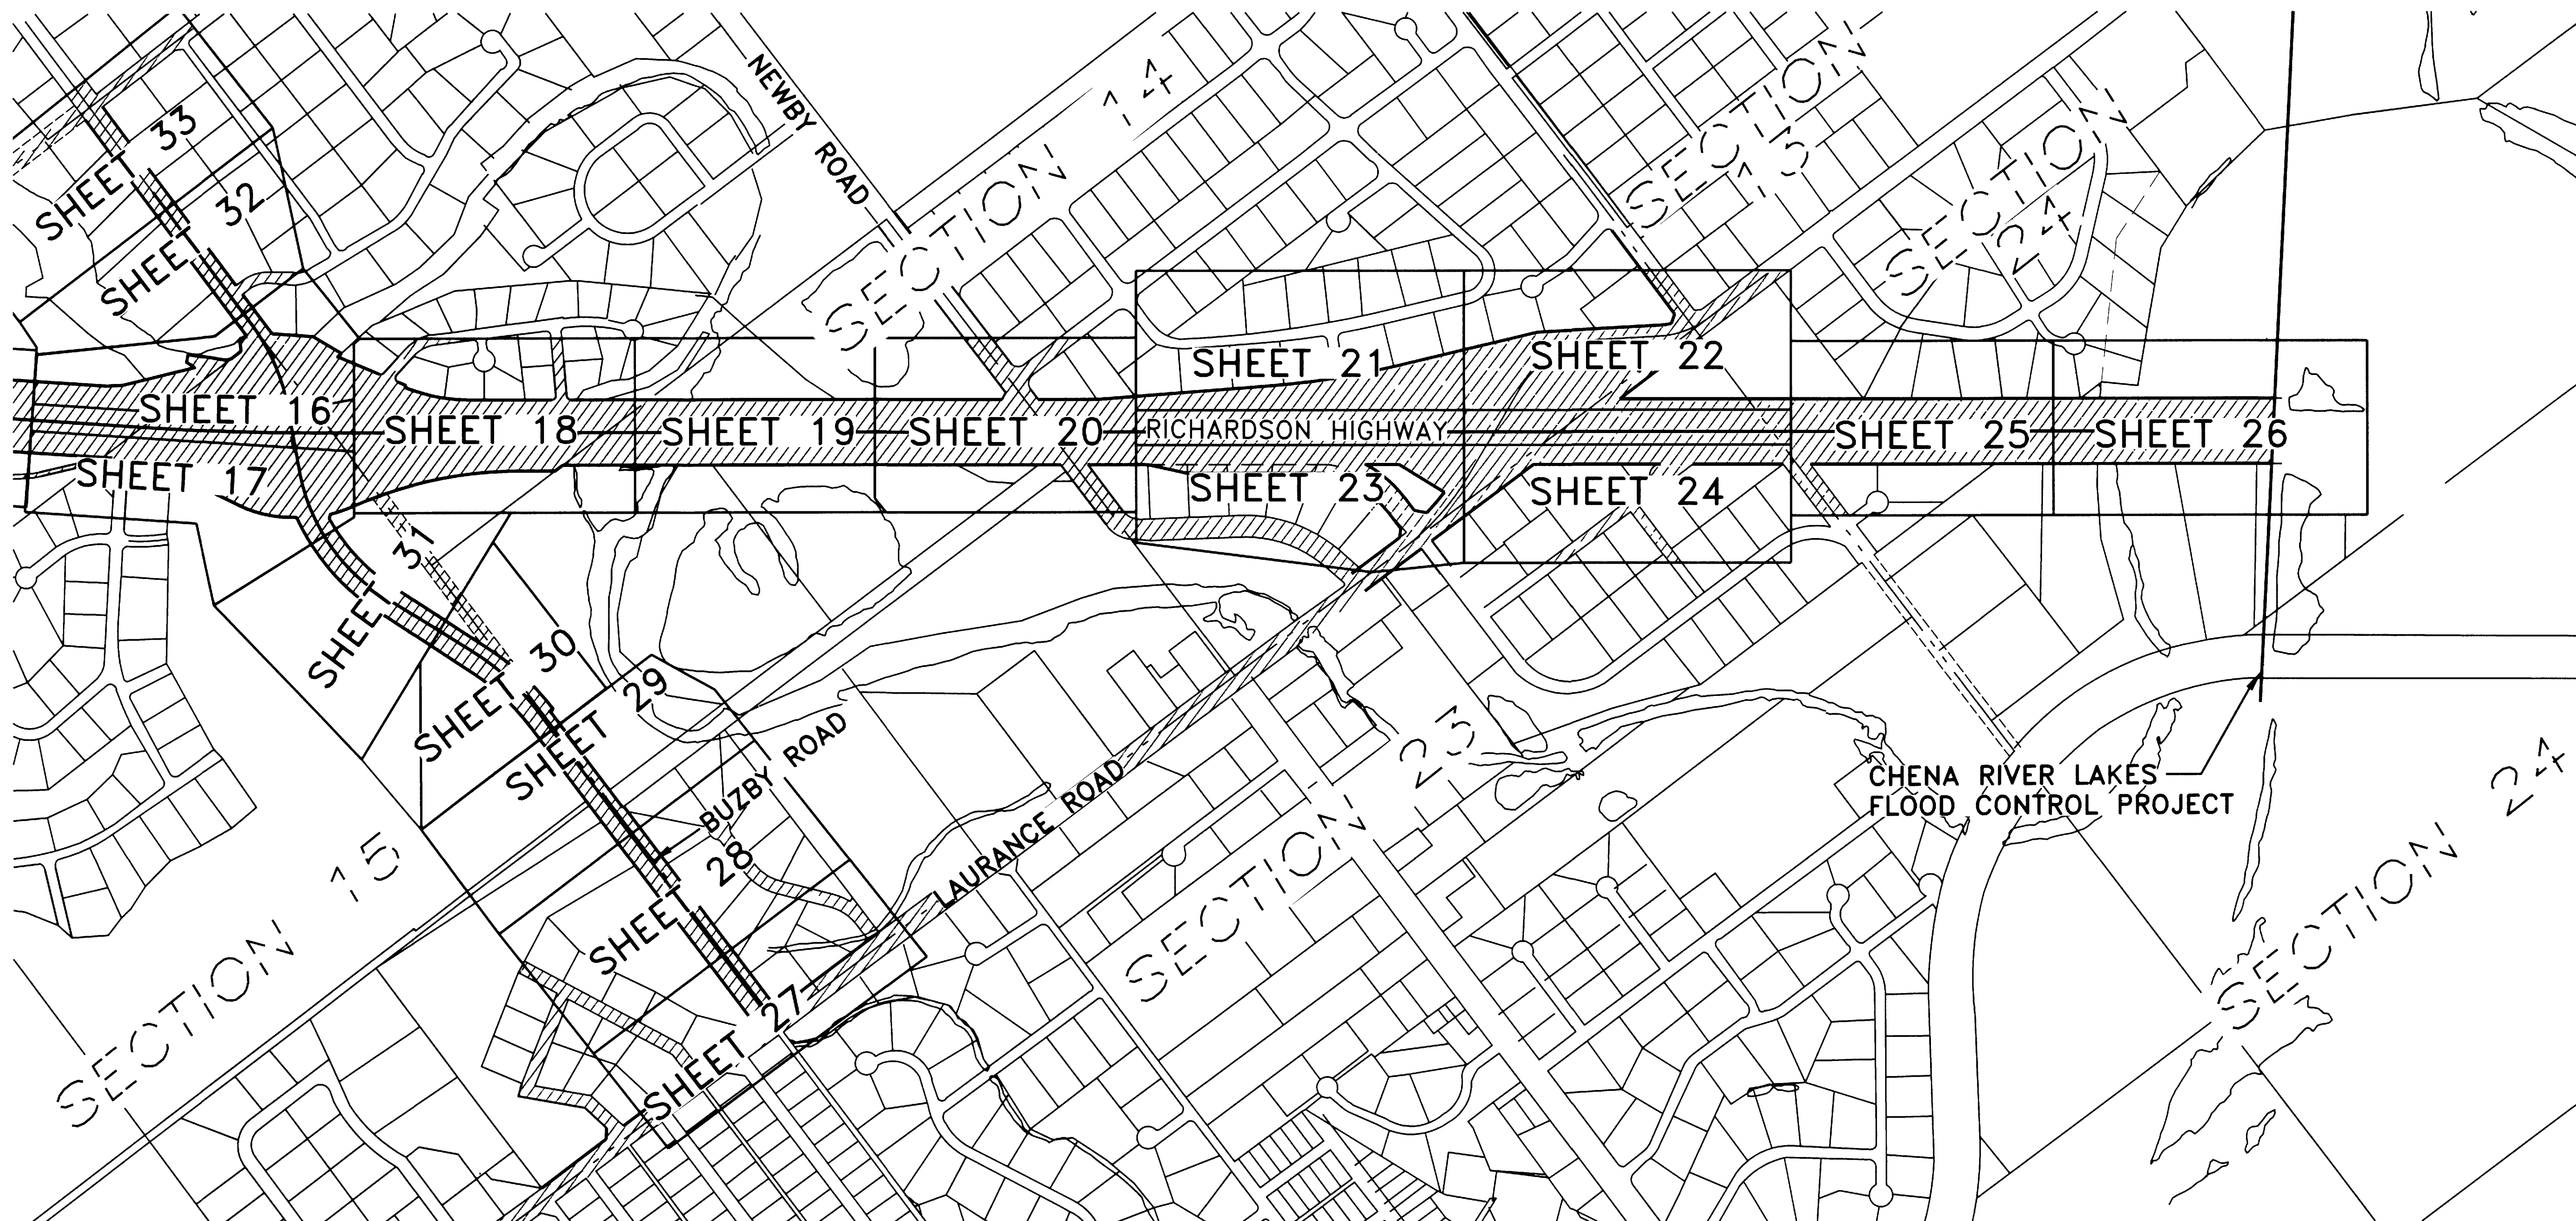 NEWBY ROAD
SECTION 14
SECTION 13
SECTION 24
SHEET 33
SHEET 32
SHEET 21
SHEET 22
SHEET 16
SHEET 18
SHEET 19
SHEET 20
RICHARDSON HIGHWAY
SHEET 25
SHEET 26
SHEET 17
SHEET 23
SHEET 24
SHEET 31
SHEET 30
SHEET 29
BUZBY ROAD
SHEET 28
LAURANCE ROAD
SHEET 27
SECTION 15
SECTION 23
CHENA RIVER LAKES
FLOOD CONTROL PROJECT
SECTION 24